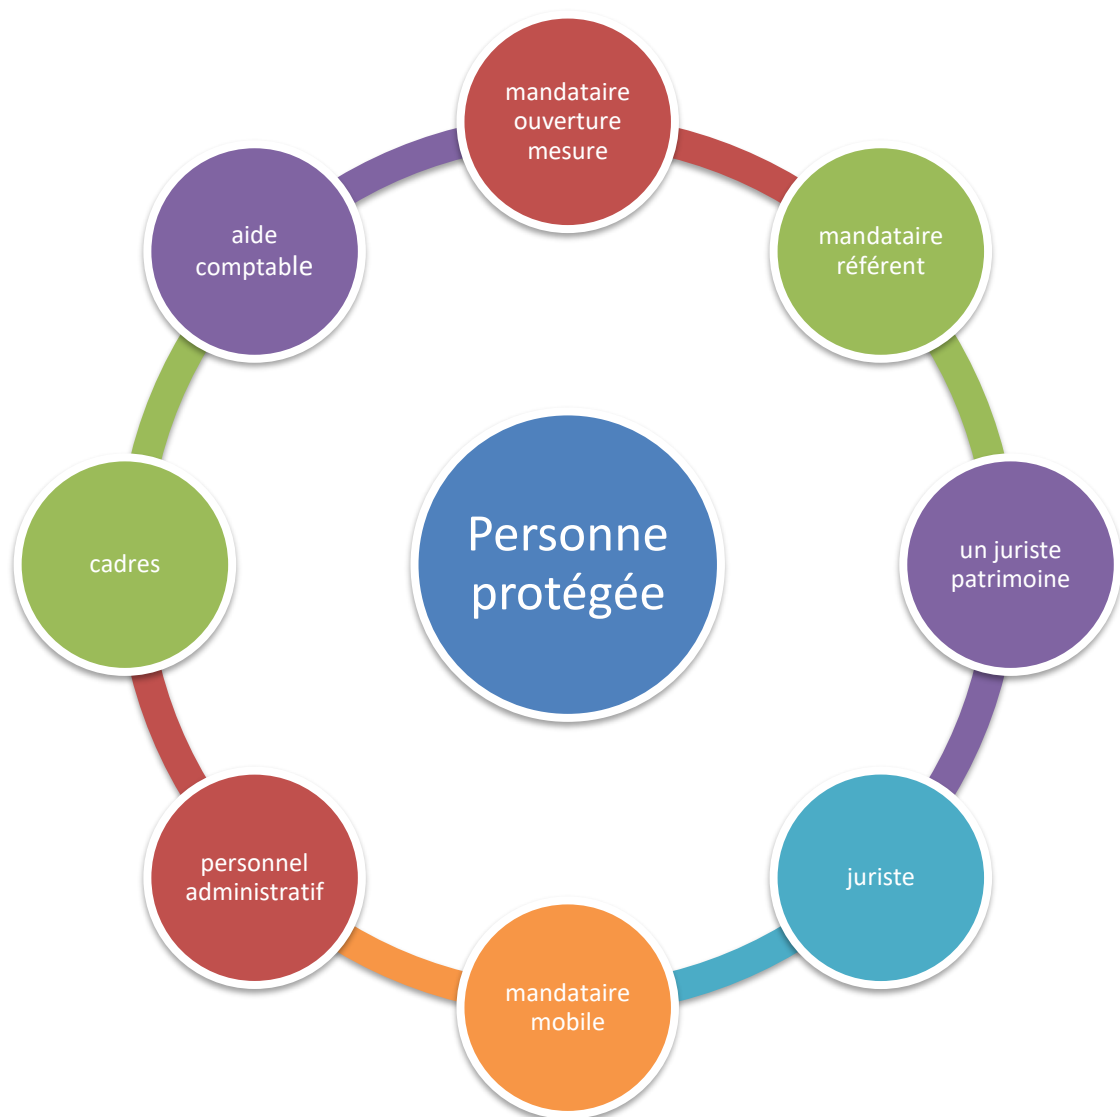 mandataire
ouverture
mesure
mandataire
référent
un juriste
patrimoine
juriste
mandataire
mobile
personnel
administratif
cadres
aide
comptable
Personne
protégée